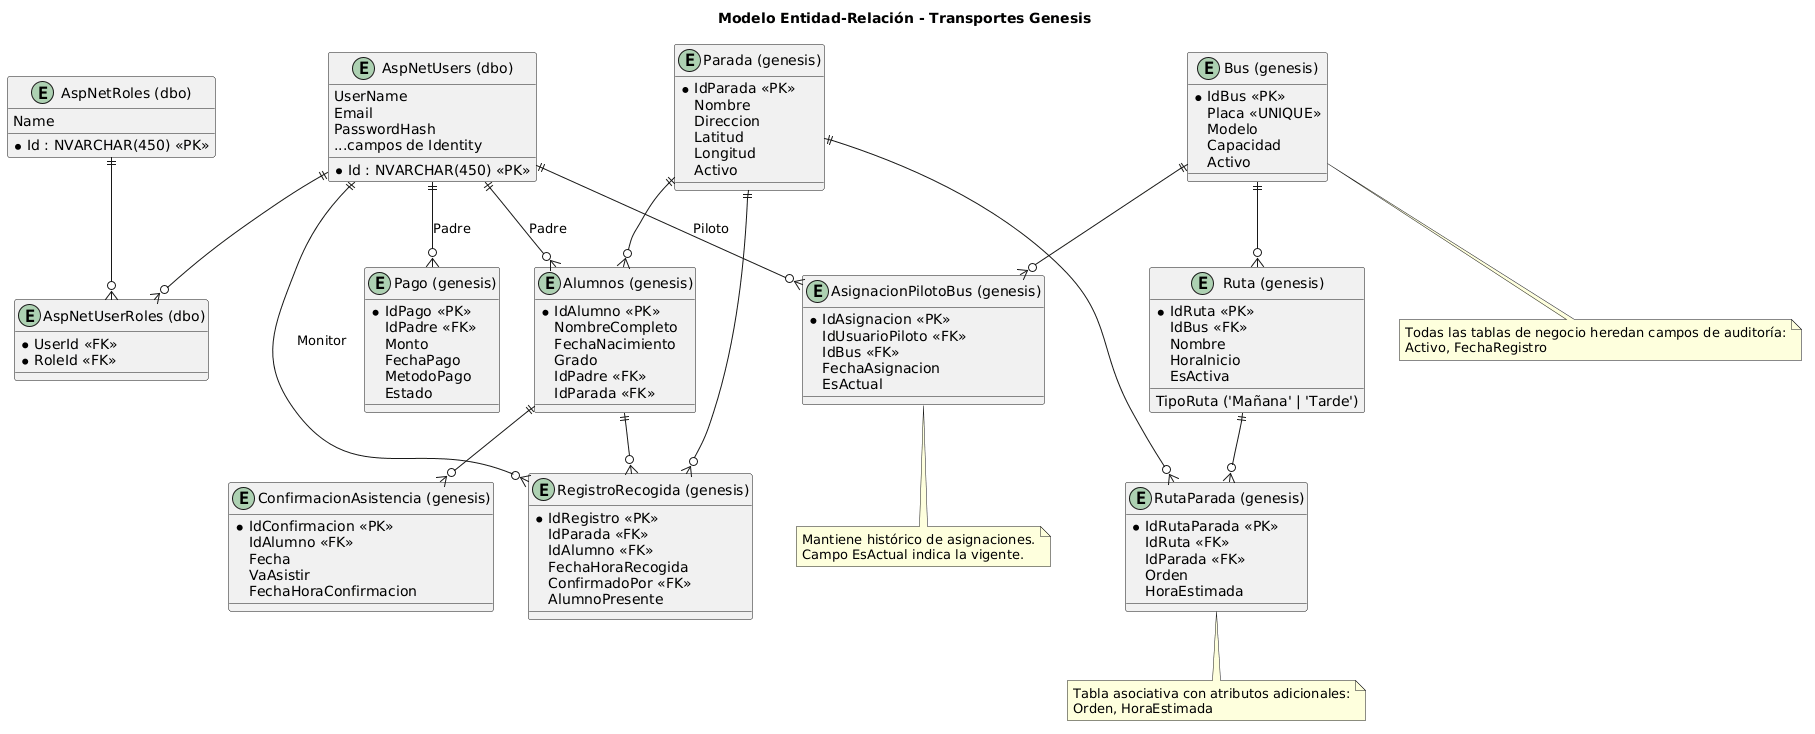 Modelo Entidad-Relación - Transportes Genesis
E AspNetRoles (dbo)
Name
Id : NVARCHAR(450) «PK»
E AspNetUsers (dbo)
UserName
Email
PasswordHash
...campos de Identity
Id : NVARCHAR(450) «PK»
E Parada (genesis)
IdParada «PK»
Nombre
Direccion
Latitud
Longitud
Activo
E Bus (genesis)
IdBus «PK»
Placa «UNIQUE»
Modelo
Capacidad
Activo
Padre
Padre
Piloto
Monitor
E AspNetUserRoles (dbo)
UserId «FK»
RoleId «FK»
E Pago (genesis)
IdPago «PK»
IdPadre «FK»
Monto
FechaPago
MetodoPago
Estado
E Alumnos (genesis)
IdAlumno «PK»
NombreCompleto
FechaNacimiento
Grado
IdPadre «FK»
IdParada «FK»
E AsignacionPilotoBus (genesis)
IdAsignacion «PK»
IdUsuarioPiloto «FK»
IdBus «FK»
FechaAsignacion
EsActual
E Ruta (genesis)
IdRuta «PK»
IdBus «FK»
Nombre
HoraInicio
EsActiva
TipoRuta ('Mañana' | 'Tarde')
Todas las tablas de negocio heredan campos de auditoría:
Activo, FechaRegistro
E ConfirmacionAsistencia (genesis)
IdConfirmacion «PK»
IdAlumno «FK»
Fecha
VaAsistir
FechaHoraConfirmacion
E RegistroRecogida (genesis)
IdRegistro «PK»
IdParada «FK»
IdAlumno «FK»
FechaHoraRecogida
ConfirmadoPor «FK»
AlumnoPresente
Mantiene histórico de asignaciones.
Campo EsActual indica la vigente.
E RutaParada (genesis)
IdRutaParada «PK»
IdRuta «FK»
IdParada «FK»
Orden
HoraEstimada
Tabla asociativa con atributos adicionales:
Orden, HoraEstimada